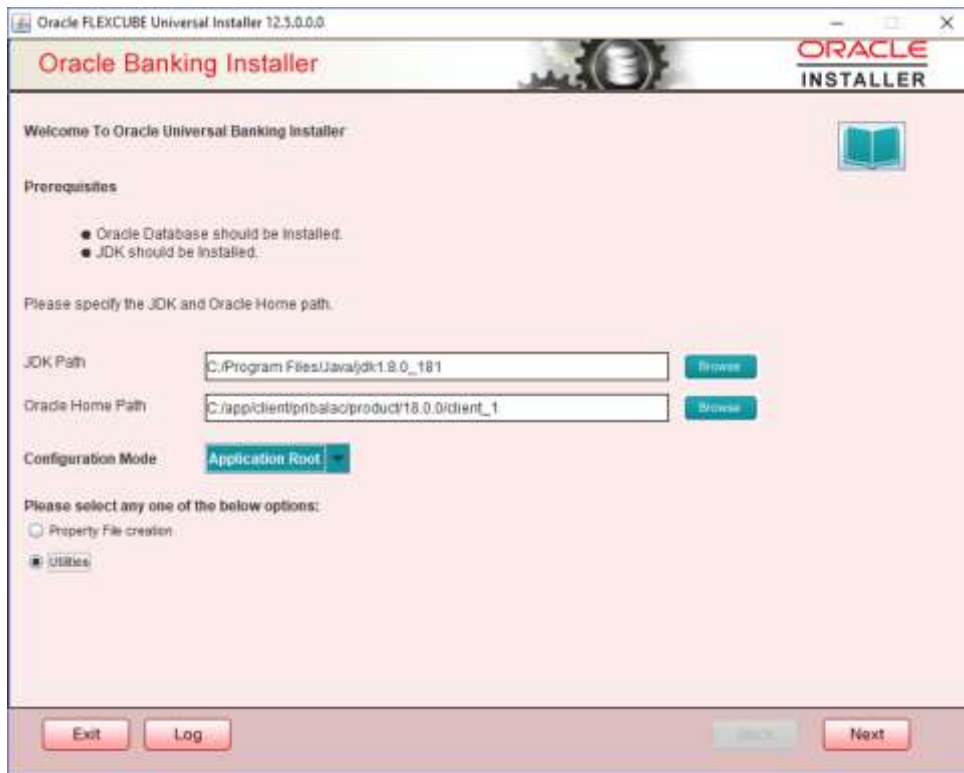 Oracle FLEXCUBE Universal Installer 12.5.0.0.0.
Oracle Banking Installer
ORACLE
INSTALLER
Welcome To Oracle Universal Banking Installer
Prerequisites
Oracle Database should be Installed.
JDK should be Installed.
Please specify the JDK and Oracle Home path.
JDK Path
C:/Program Files/Java/jdk1.8.0_181
Browse
Oracle Home Path
C:/app/client/pribalac/product/18.0.0/client_1
Browse
Configuration Mode
Application Root
Please select any one of the below options:
Property File creation
Utilities
Exit
Log
Back
Next